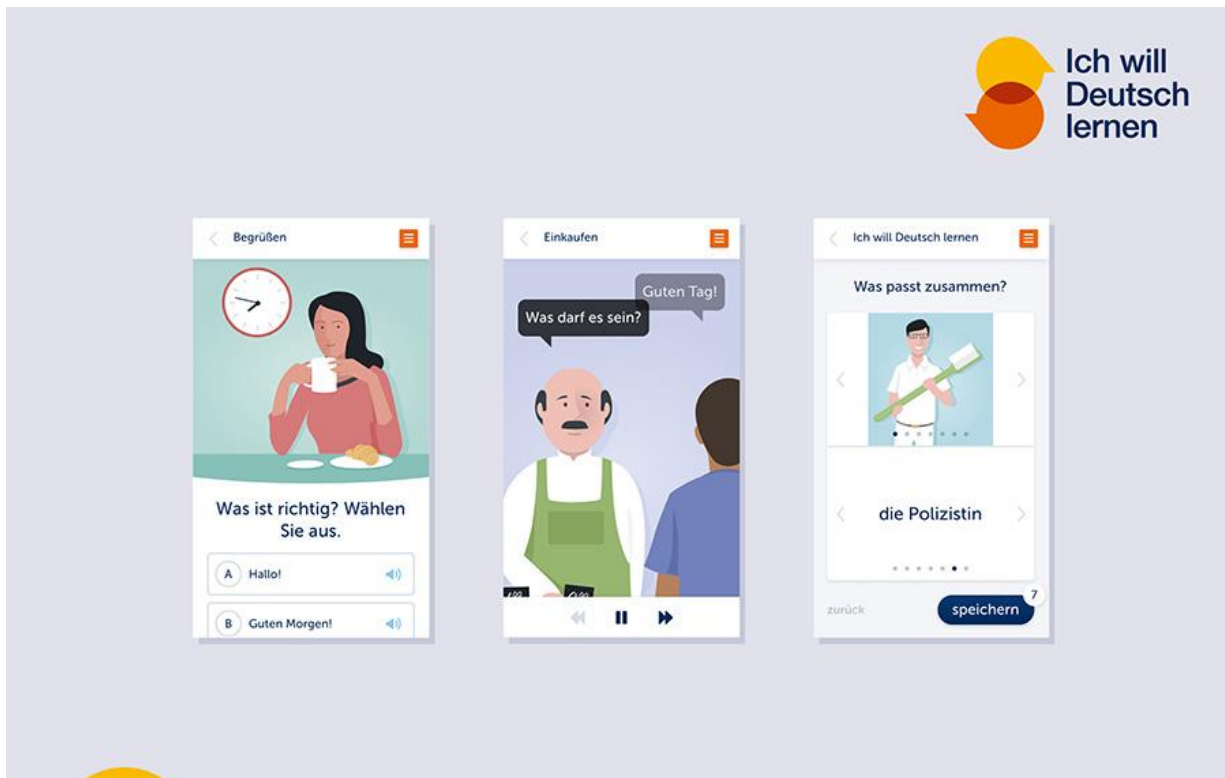 Ich will
Deutsch
lernen
Begrüßen
Was ist richtig? Wählen
Sie aus.
A Hallo!
B Guten Morgen!
Einkaufen
Guten Tag!
Was darf es sein?
Ich will Deutsch lernen
Was passt zusammen?
die Polizistin
zurück
speichern
7